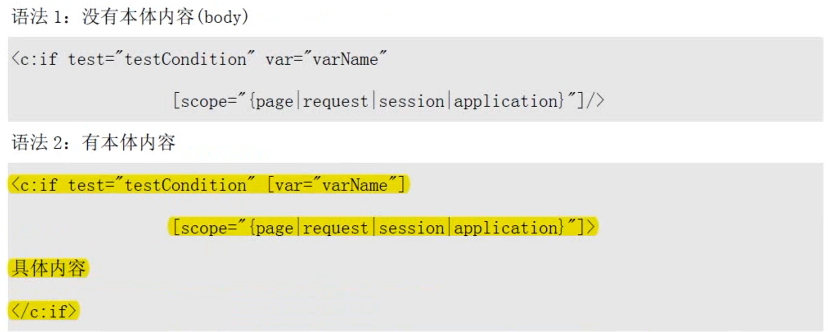 语法 1：没有本体内容(body)
<c:if test="testCondition" var="varName"
[scope="{page|request|session|application}"]/>
语法 2：有本体内容
<c:if test="testCondition" [var="varName"]
[scope="{page|request|session|application}"]>
具体内容
</c:if>